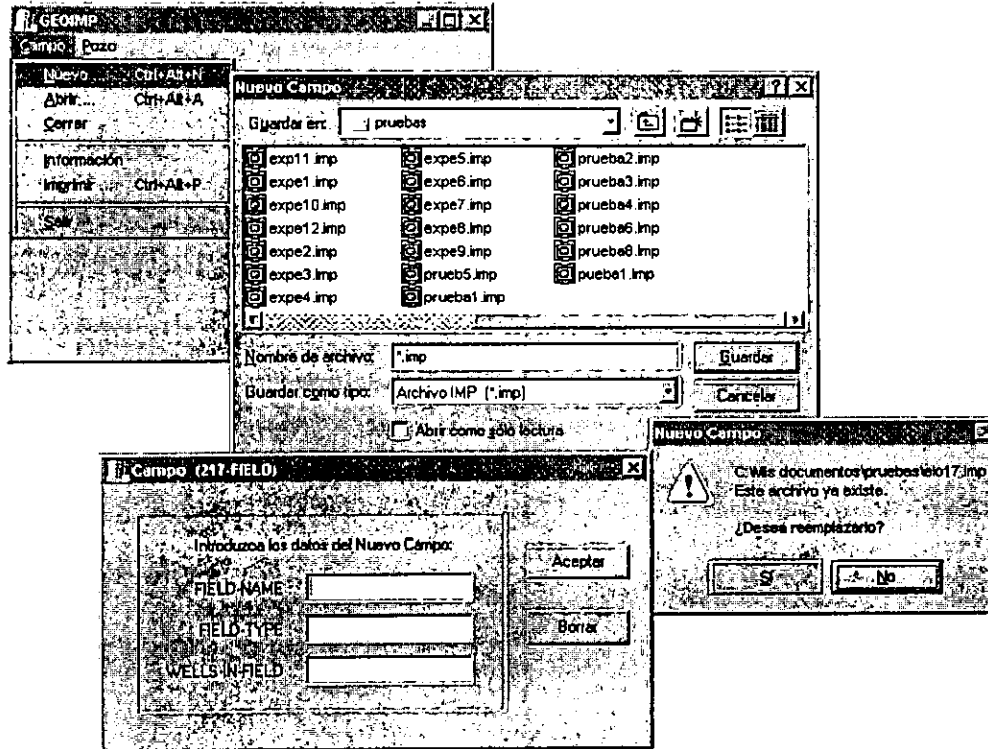 GEOIMP
Campo Pozo
Nuevo... Ctrl+Alt+N
Abrir.... Ctrl+Alt+A
Cerrar
Información
Imprimir ... Ctrl+Alt+P
Salir
Nuevo Campo
Guardar en: pruebas
exp11.imp expe5.imp prueba2.imp
expe1.imp expe6.imp prueba3.imp
expe10.imp expe7.imp prueba4.imp
expe12.imp expe8.imp prueba6.imp
expe2.imp expe9.imp prueba8.imp
expe3.imp prueb5.imp pueba1.imp
expe4.imp prueba1.imp
Nombre de archivo: *.imp Guardar
Guardar como tipo: Archivo IMP (*.imp) Cancelar
Abrir como sólo lectura
Nuevo Campo
C:\Mis documentos\pruebas\elo17.imp
Este archivo ya existe.
¿Desea reemplazarlo?
Sí No
Campo (217-FIELD)
Introduzca los datos del Nuevo Campo:
FIELD-NAME Aceptar
FIELD-TYPE Borrar
WELLS-IN-FIELD